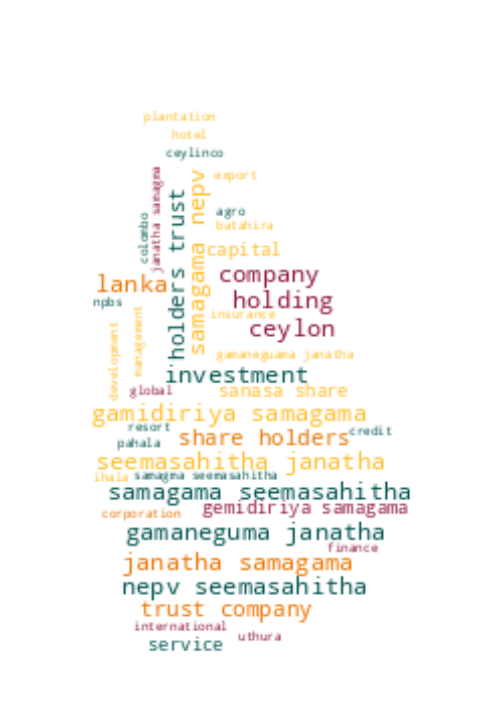 plantation
hotel
ceylinco
janatha samagma
samagama nepv
export
holders trust
agro
colombo
batahira
capital
company
lanka
holding
npbs
insurance
ceylon
management
development
gamaneguma janatha
investment
global
sanasa share
gamidiriya samagama
resort
credit
share holders
pahala
seemasahitha janatha
ihala
samagma seemasahitha
samagama seemasahitha
gemidiriya samagama
corporation
gamaneguma janatha
finance
janatha samagama
nepv seemasahitha
trust company
international
uthura
service